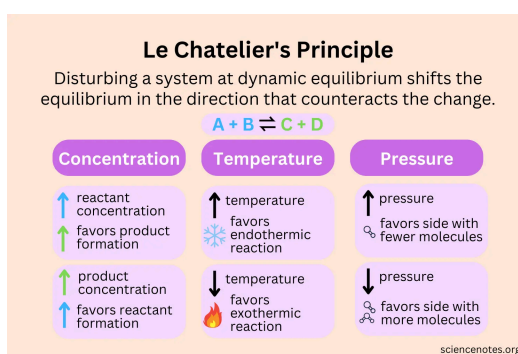 Le Chatelier's Principle
Disturbing a system at dynamic equilibrium shifts the
equilibrium in the direction that counteracts the change.
A + B ⇌ C + D
Concentration
↑ reactant
concentration
↑ favors product
formation
↑ product
concentration
↑ favors reactant
formation
Temperature
↑ temperature
favors
endothermic
reaction
↓ temperature
favors
exothermic
reaction
Pressure
↑ pressure
favors side with
fewer molecules
↓ pressure
favors side with
more molecules
sciencenotes.org